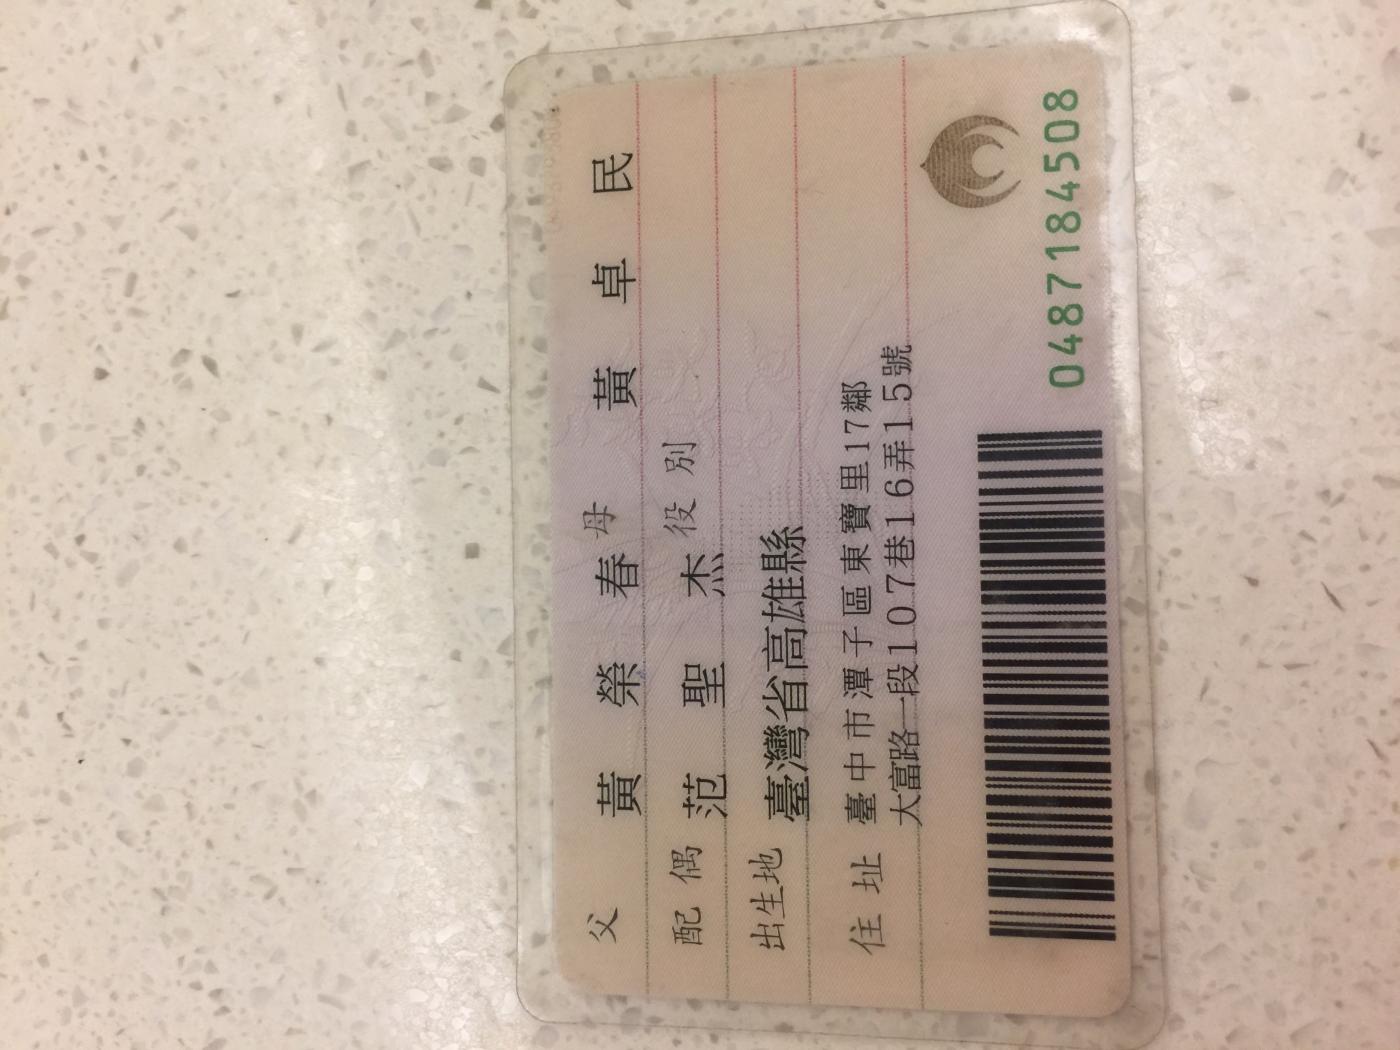 父 黃榮春 母 黃卓民
配偶 范聖杰 役別
出生地 臺灣省高雄縣
住址 臺中市潭子區東寶里17鄰
大富路一段107巷16弄15號
0487184508